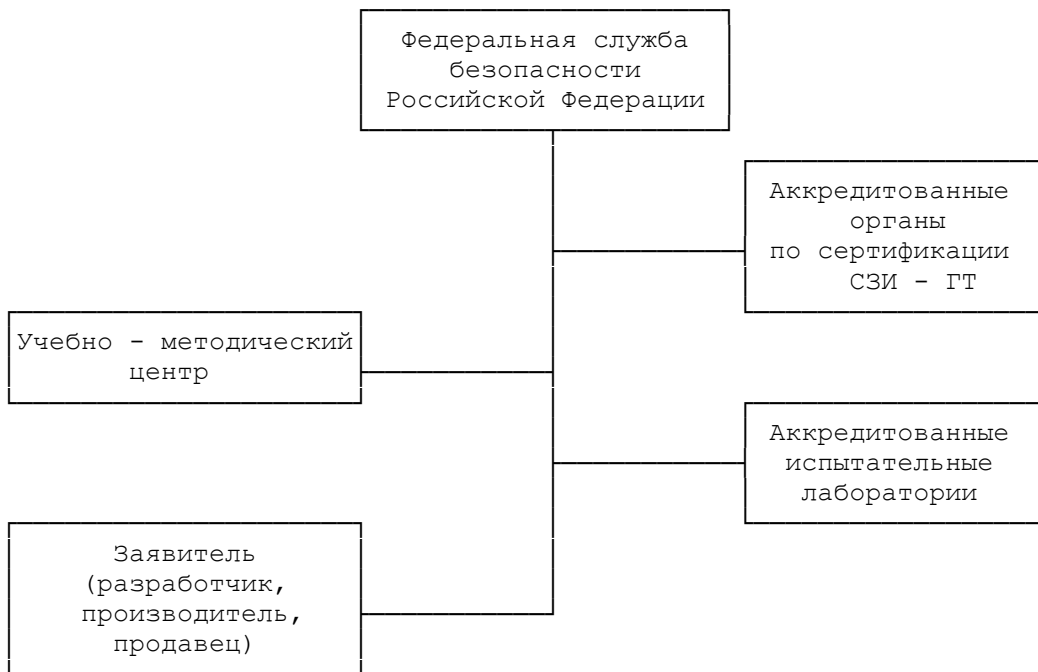 Федеральная служба
безопасности
Российской Федерации
Аккредитованные
органы
по сертификации
СЗИ - ГТ
Учебно - методический
центр
Аккредитованные
испытательные
лаборатории
Заявитель
(разработчик,
производитель,
продавец)